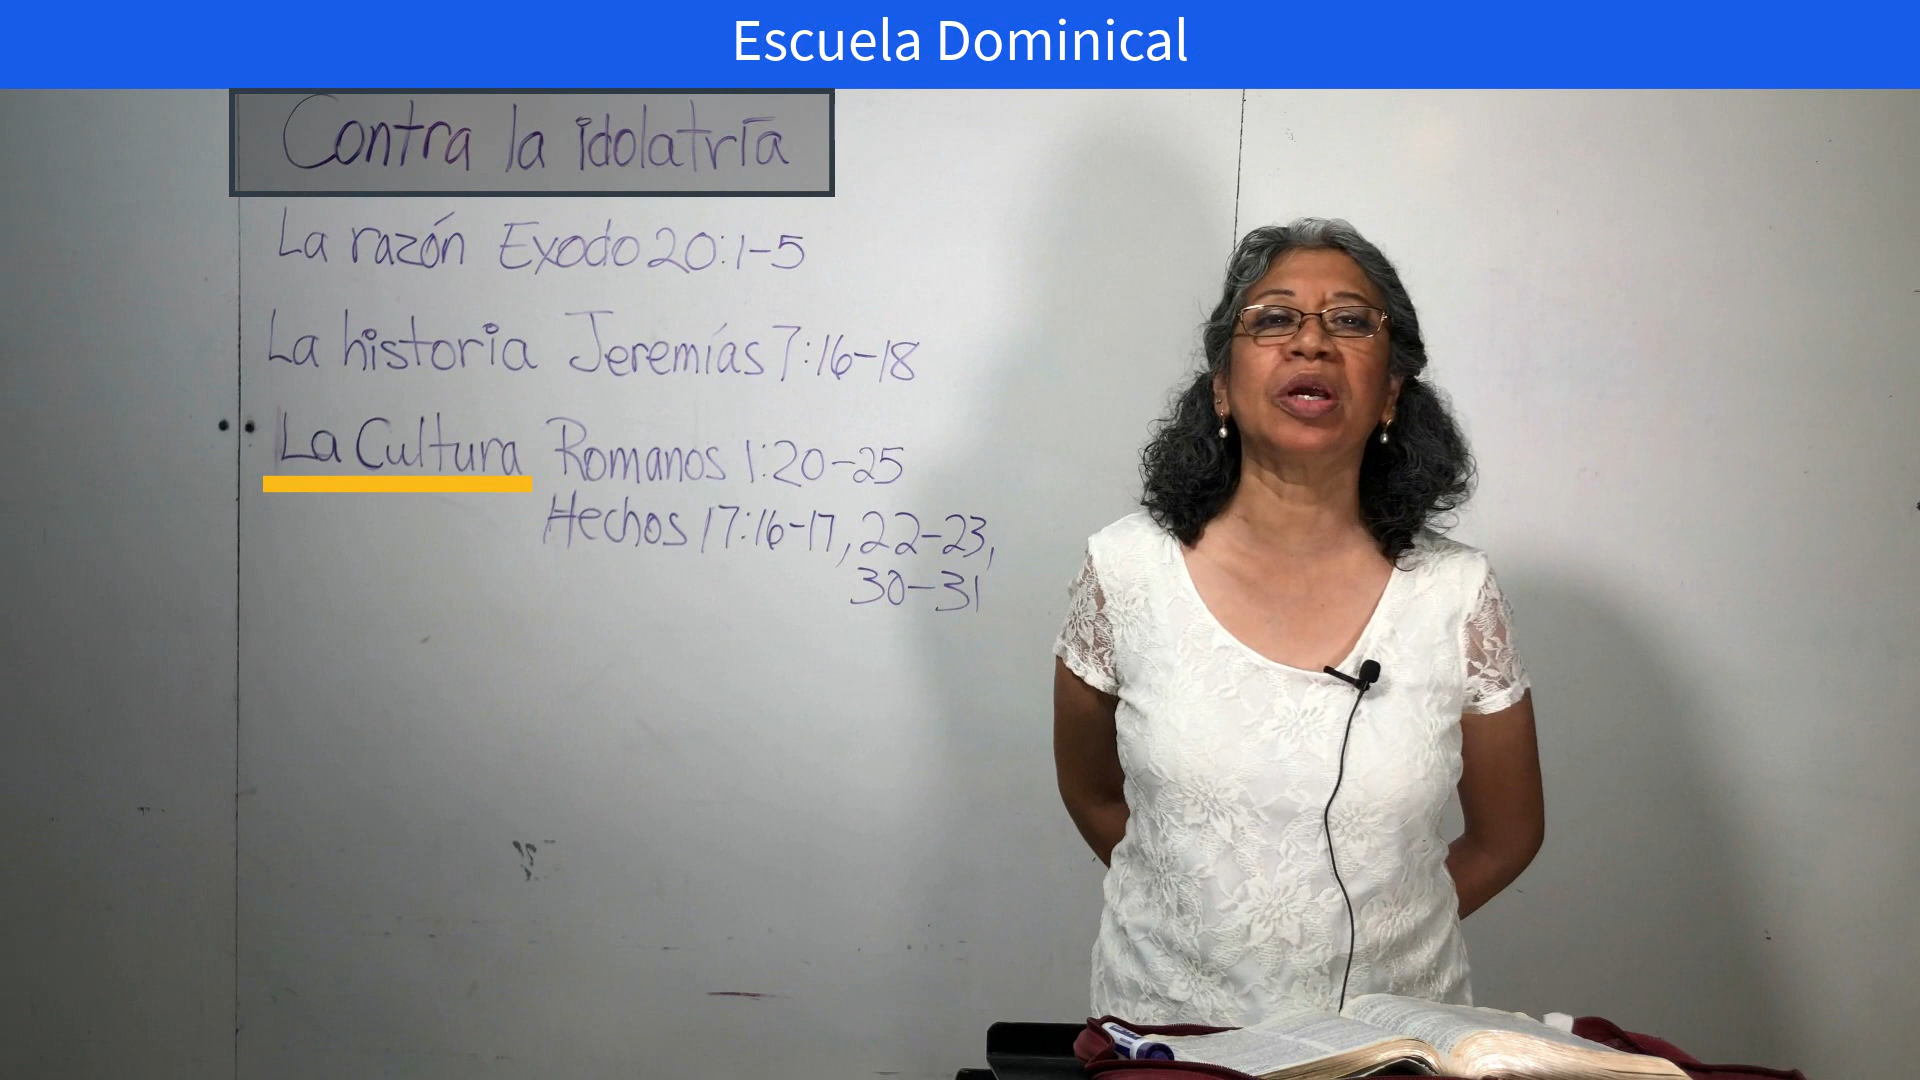 Escuela Dominical
Contra la idolatría
La razón Exodo 20:1-5
La historia Jeremías 7:16-18
La Cultura Romanos 1:20-25
Hechos 17:16-17, 22-23,
30-31